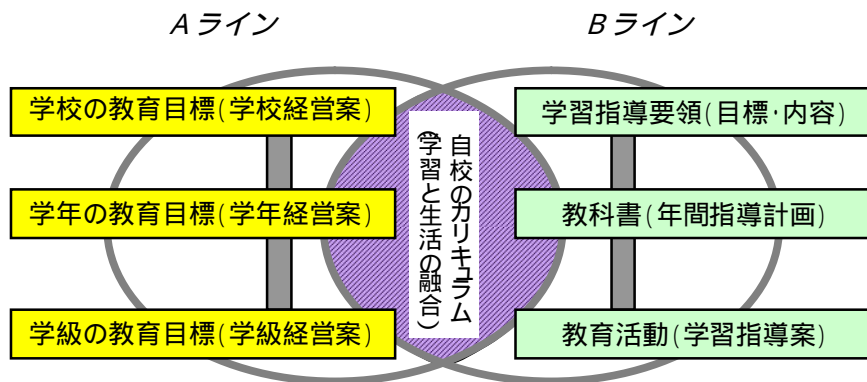 Aライン
Bライン
学校の教育目標(学校経営案)
学習指導要領(目標・内容)
自校のカリキュラム
(学習と生活の融合)
学年の教育目標(学年経営案)
教科書(年間指導計画)
学級の教育目標(学級経営案)
教育活動(学習指導案)